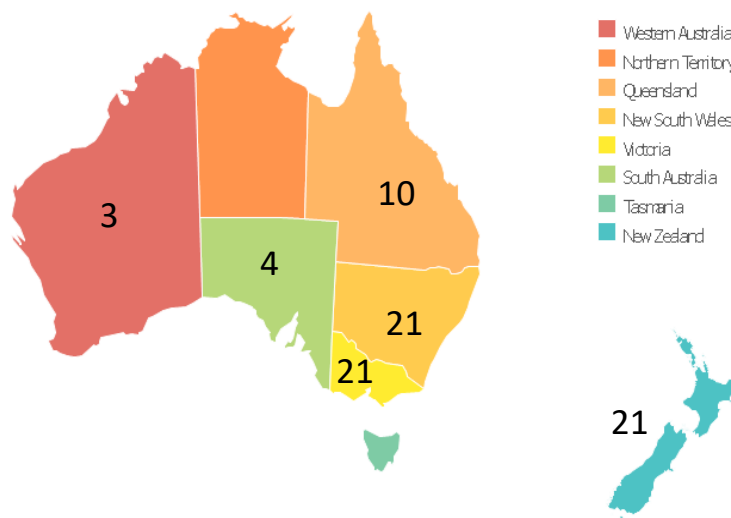 Western Australia
Northern Territory
Queensland
New South Wales
Victoria
South Australia
Tasmania
New Zealand
10
3
4
21
21
21